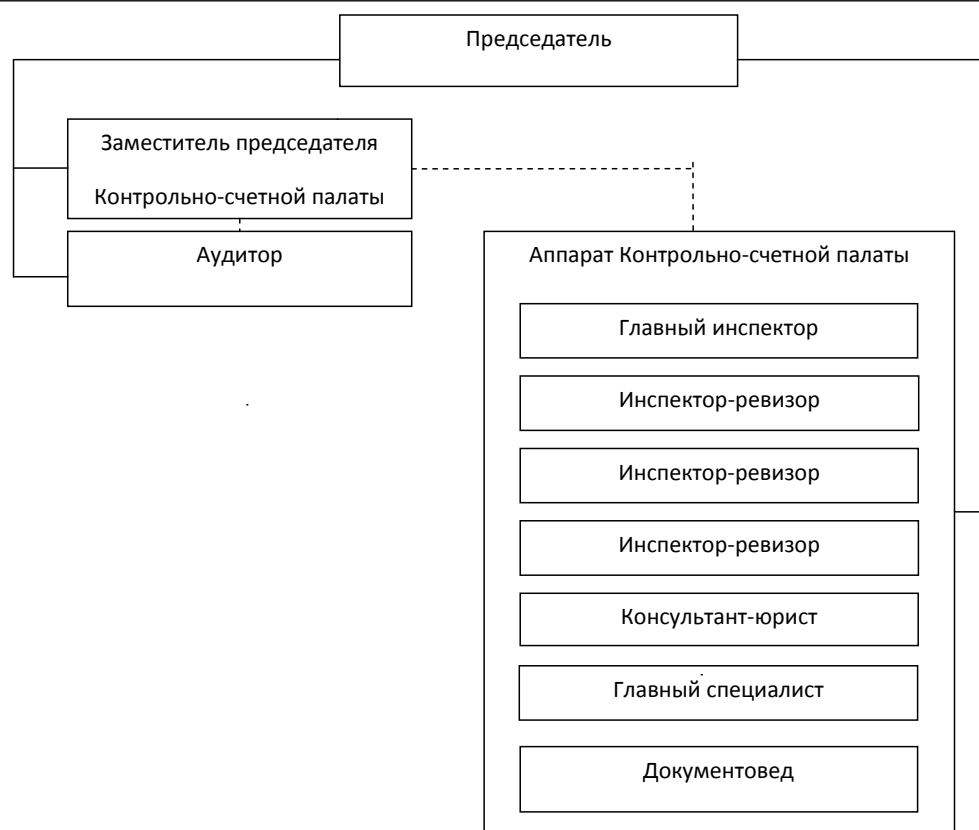 Председатель
Заместитель председателя
Контрольно-счетной палаты
Аудитор
Аппарат Контрольно-счетной палаты
Главный инспектор
Инспектор-ревизор
Инспектор-ревизор
Инспектор-ревизор
Консультант-юрист
Главный специалист
Документовед